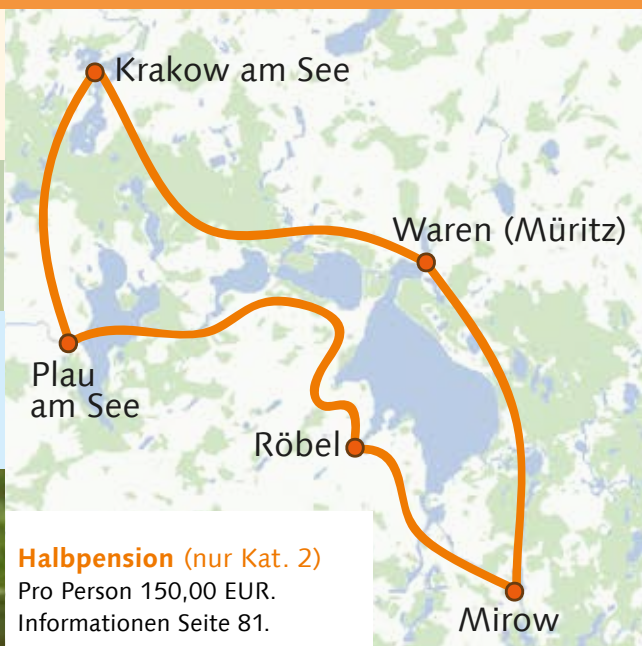 Krakow am See
Waren (Müritz)
Plau
am See
Röbel
Mirow
Halbpension (nur Kat. 2)
Pro Person 150,00 EUR.
Informationen Seite 81.